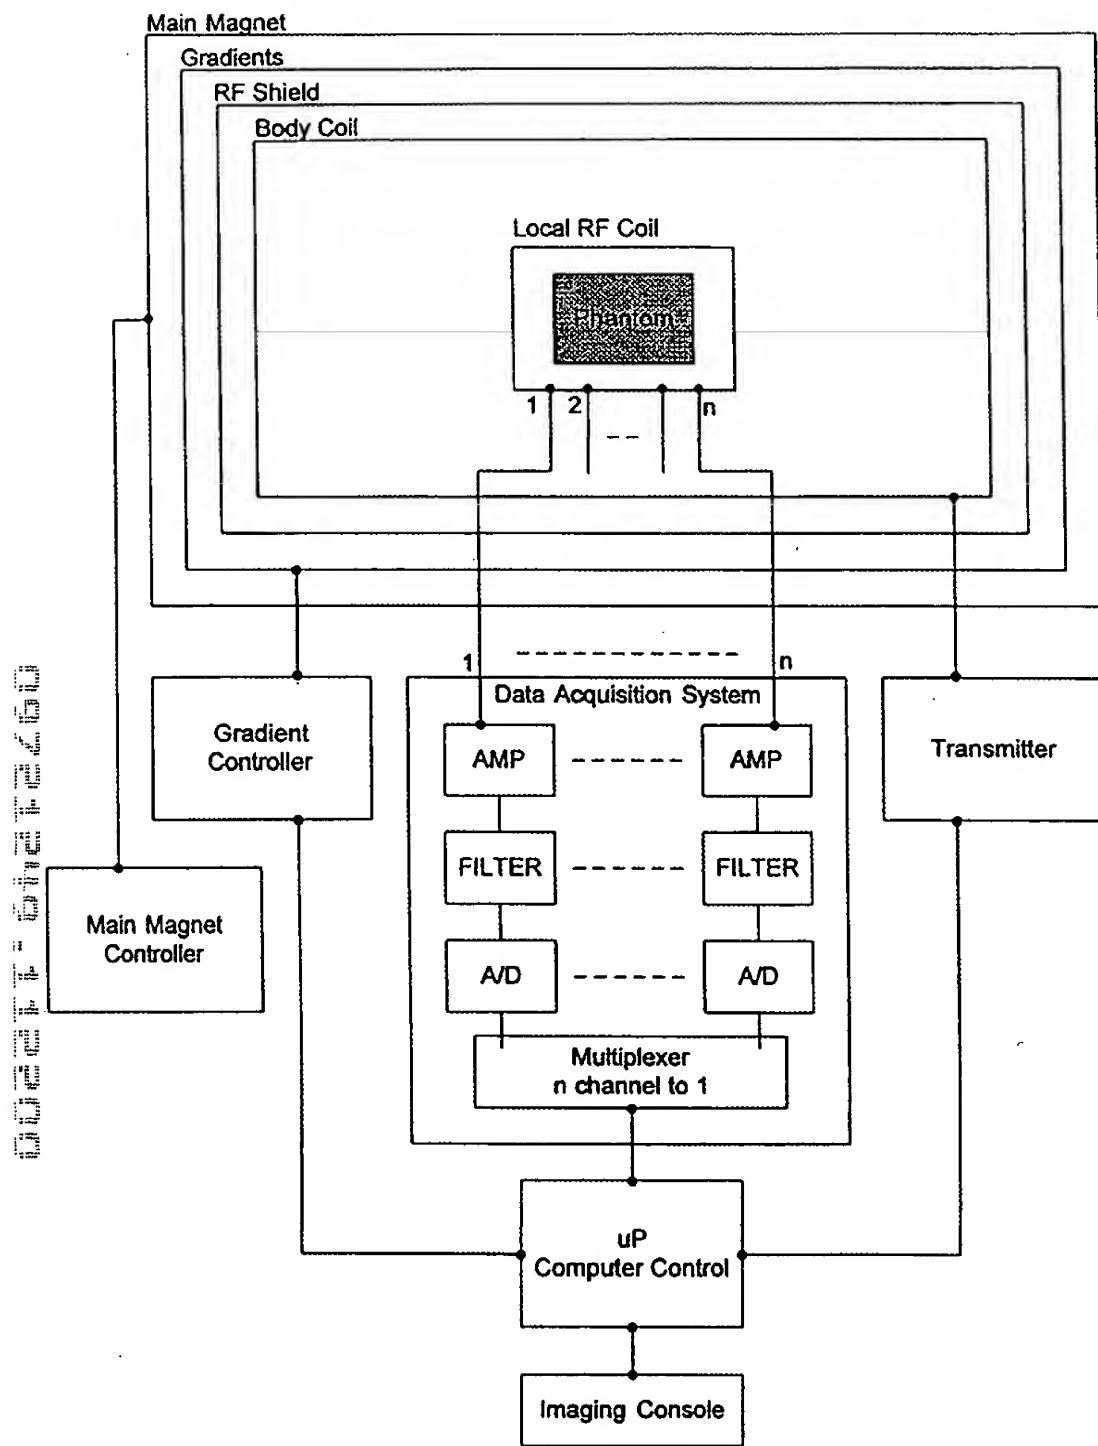 Main Magnet
Gradients
RF Shield
Body Coil
Local RF Coil
Phantom
1
2
n
1
n
Data Acquisition System
Gradient
Controller
AMP
AMP
Transmitter
FILTER
FILTER
Main Magnet
Controller
A/D
A/D
Multiplexer
n channel to 1
uP
Computer Control
Imaging Console